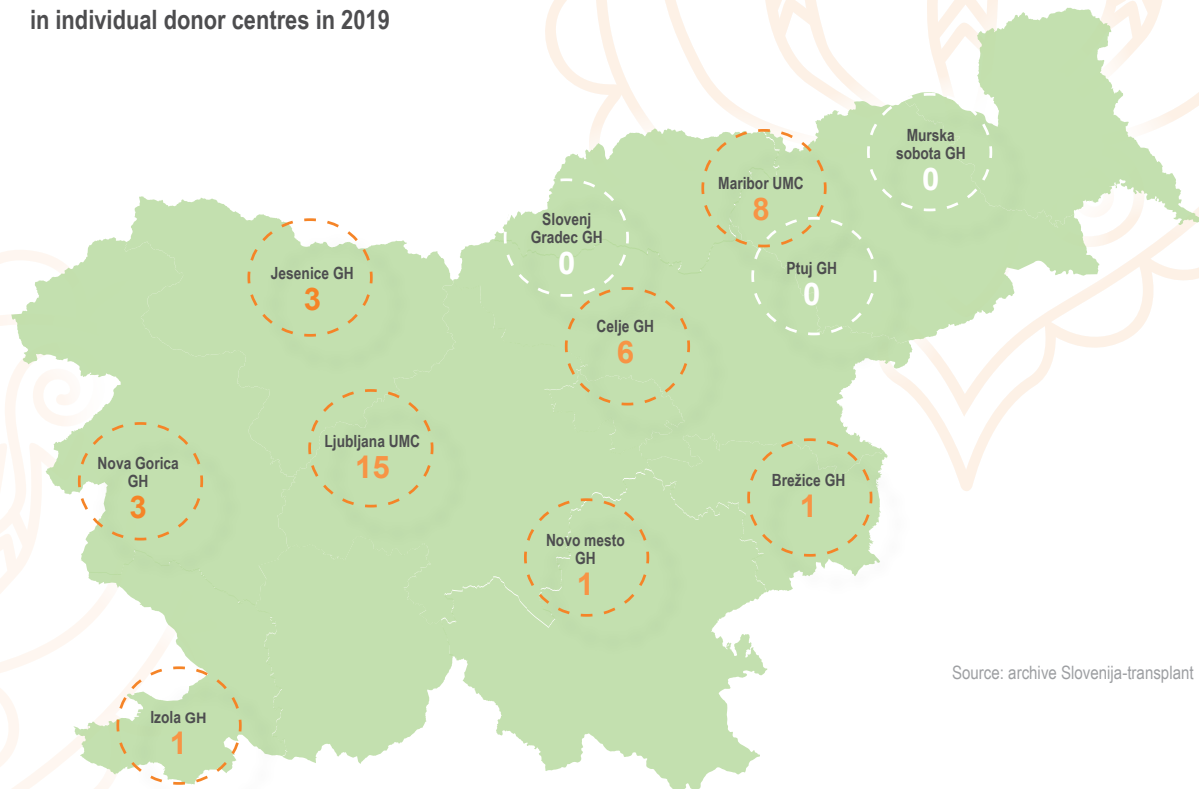 in individual donor centres in 2019
Murska
sobota GH
0
Maribor UMC
8
Slovenj
Gradec GH
0
Ptuj GH
0
Jesenice GH
3
Celje GH
6
Ljubljana UMC
15
Nova Gorica
GH
3
Brežice GH
1
Novo mesto
GH
1
Izola GH
1
Source: archive Slovenija-transplant